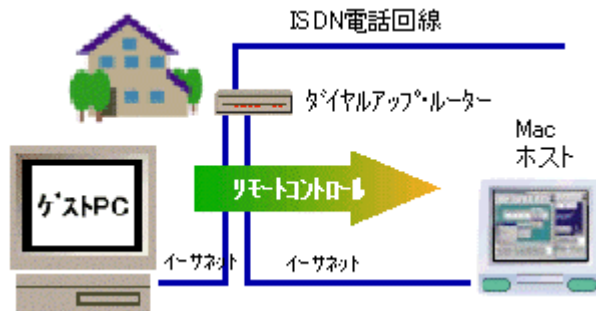 ISDN電話回線
ﾀﾞｲﾔﾙｱｯﾌﾟ･ルーター
Mac
ホスト
ｹﾞストPC
ﾘﾓｰﾄｺﾝﾄﾛｰﾙ
ｲｰｻﾈｯﾄ
ｲｰｻﾈｯﾄ